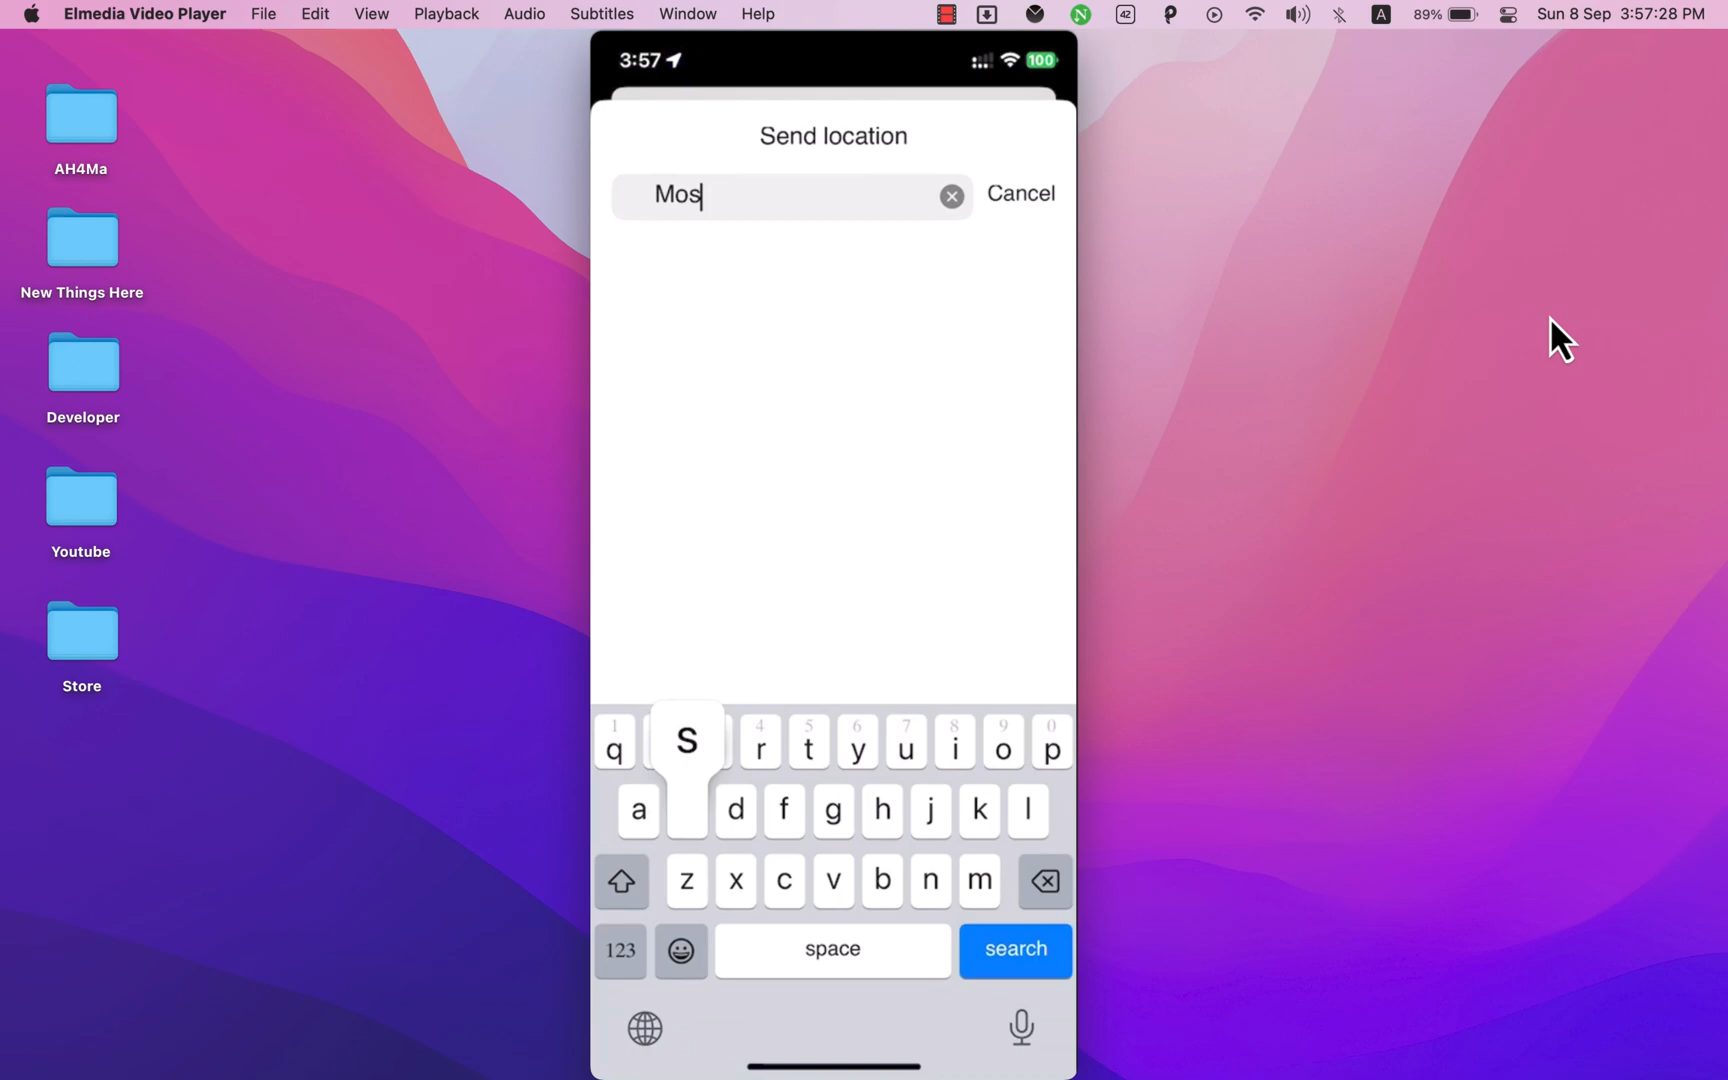 Elmedia Video Player File Edit View Playback Audio Subtitles Window Help 42 A 89% Sun 8 Sep 3:57:28 PM
AH4Ma
New Things Here
Developer
Youtube
Store
3:57 100
Send location
Mos Cancel
1 4 5 6 7 8 9 0
q S r t y u i o p
a d f g h j k l
z x c v b n m
123 space search